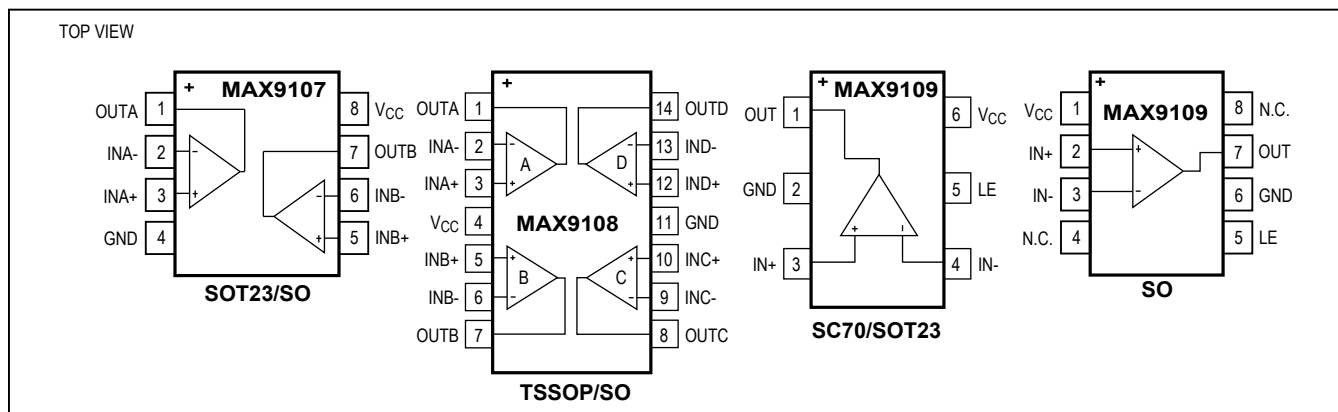 TOP VIEW
+ MAX9107
OUTA 1 8 VCC
INA- 2 - 7 OUTB
INA+ 3 + - 6 INB-
GND 4 + 5 INB+
SOT23/SO
+
OUTA 1 14 OUTD
INA- 2 - A D - 13 IND-
INA+ 3 + + 12 IND+
MAX9108
VCC 4 11 GND
INB+ 5 + B C + 10 INC+
INB- 6 - - 9 INC-
OUTB 7 8 OUTC
TSSOP/SO
+ MAX9109
OUT 1 6 VCC
GND 2 5 LE
IN+ 3 + - 4 IN-
SC70/SOT23
+
MAX9109
VCC 1 8 N.C.
IN+ 2 + 7 OUT
IN- 3 - 6 GND
N.C. 4 5 LE
SO